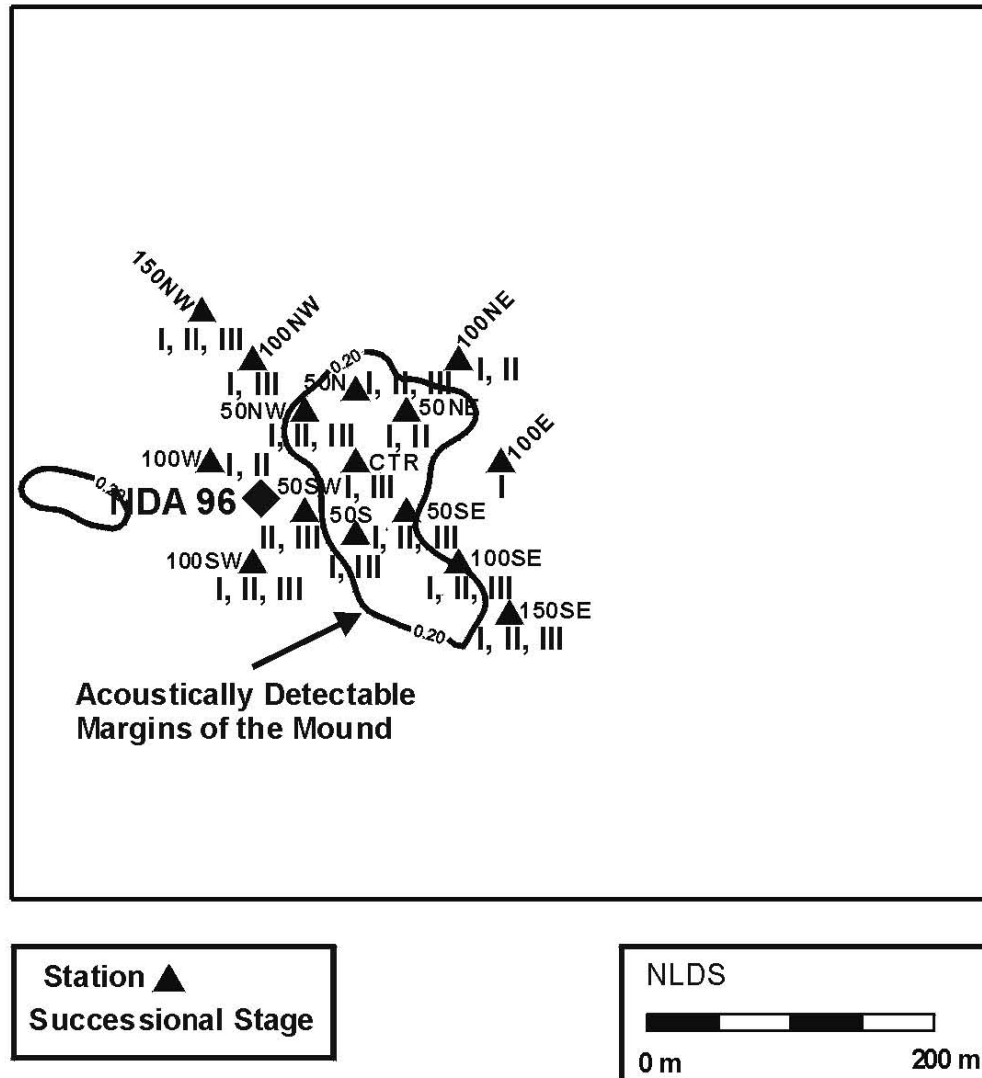 150NW
I, II, III
100NW
I, III
0.20
100NE
I, II
50N
I, II, III
50NW
I, II, III
50NE
I, II
100W
I, II
CTR
I, III
100E
I
0.20
NDA 96
50SW
II, III
50S
I, III
50SE
I, II, III
100SW
I, II, III
100SE
I, II, III
150SE
I, II, III
0.20
Acoustically Detectable
Margins of the Mound
Station
Successional Stage
NLDS
0 m
200 m